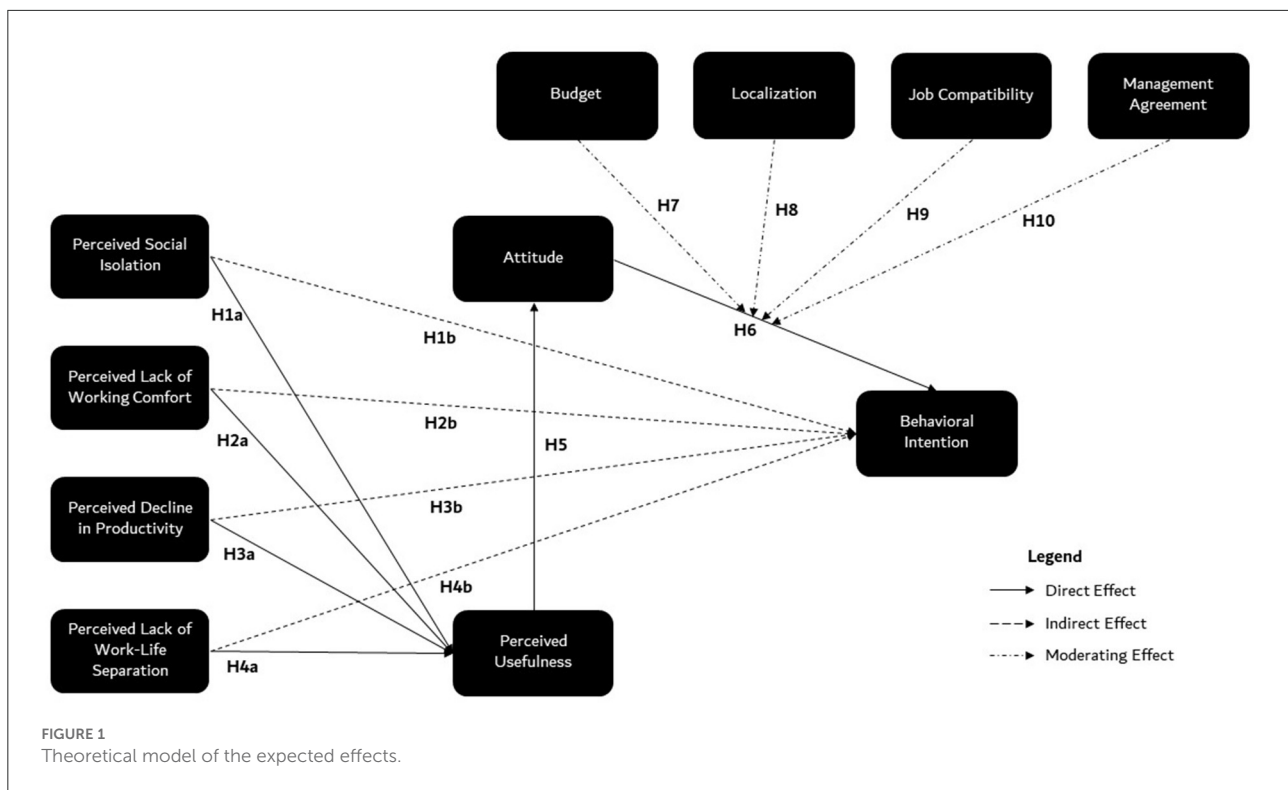 Budget
Localization
Job Compatibility
Management
Agreement
H7
H8
H9
H10
Perceived Social
Isolation
Attitude
H1a
H1b
H6
Perceived Lack of
Working Comfort
H2a
H2b
H5
Behavioral
Intention
Perceived Decline
in Productivity
H3a
H3b
H4b
Perceived Lack of
Work-Life
Separation
H4a
Perceived
Usefulness
Legend
Direct Effect
Indirect Effect
Moderating Effect
FIGURE 1
Theoretical model of the expected effects.